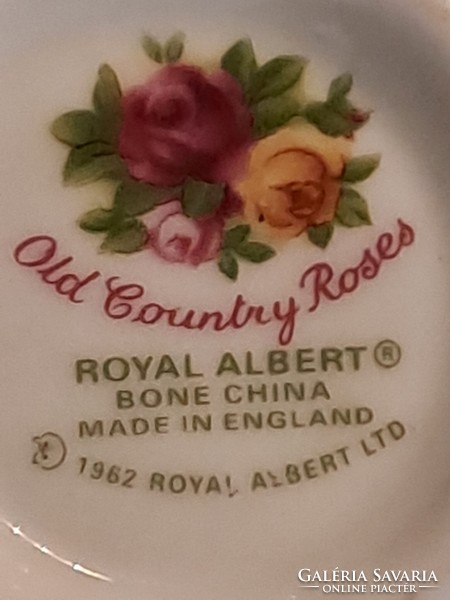 Old Country Roses
ROYAL ALBERT®
BONE CHINA
MADE IN ENGLAND
© 1962 ROYAL ALBERT LTD
GALÉRIA SAVARIA
ONLINE PIACTÉR